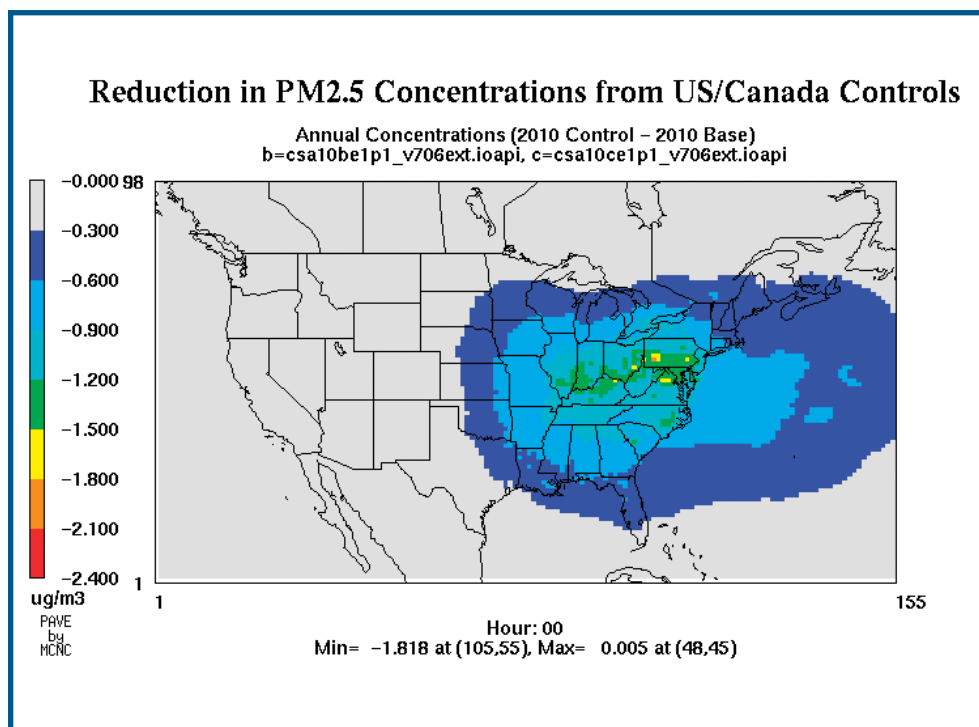 Reduction in PM2.5 Concentrations from US/Canada Controls
Annual Concentrations (2010 Control – 2010 Base)
b=csa10be1p1_v706ext.ioapi, c=csa10ce1p1_v706ext.ioapi
−0.000
98
−0.300
−0.600
−0.900
−1.200
−1.500
−1.800
−2.100
−2.400
1
ug/m3
1
155
PAVE
by
MCNC
Hour: 00
Min= −1.818 at (105,55), Max= 0.005 at (48,45)